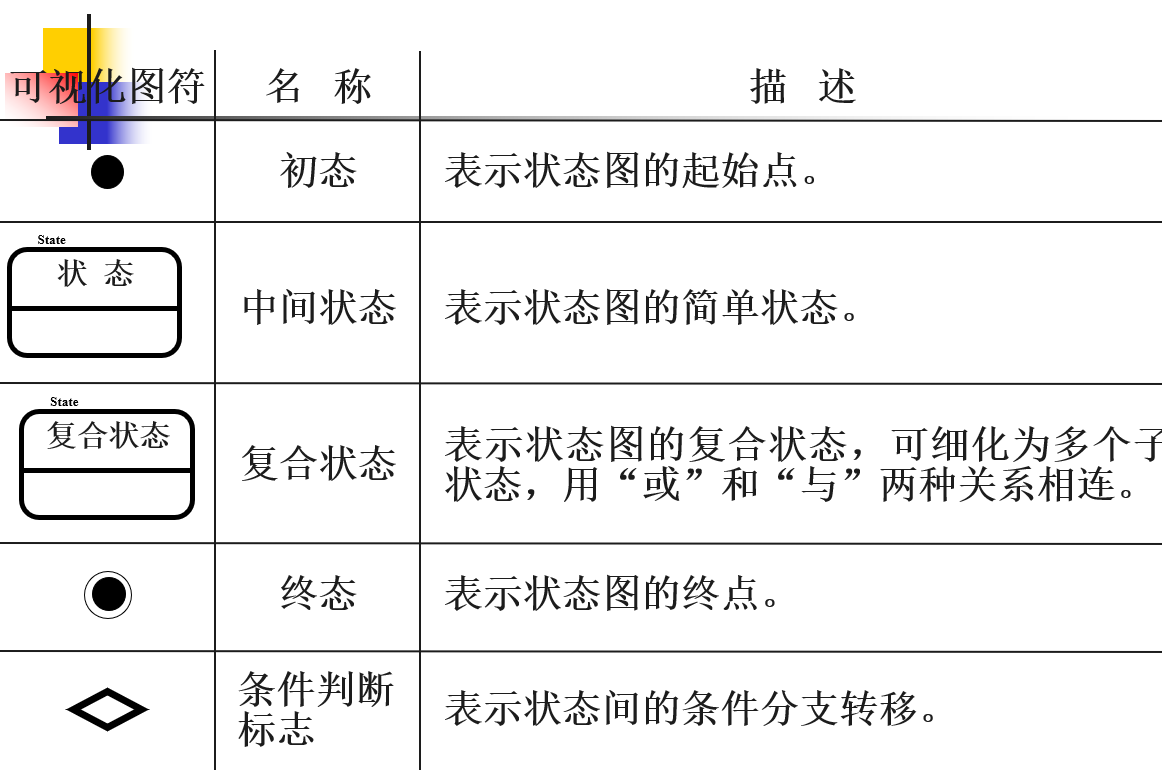 可视化图符 名 称 描 述
初态 表示状态图的起始点。
State
状 态
中间状态 表示状态图的简单状态。
State
复合状态
复合状态
表示状态图的复合状态，可细化为多个子
状态，用“或”和“与”两种关系相连。
终态 表示状态图的终点。
条件判断
标志
表示状态间的条件分支转移。